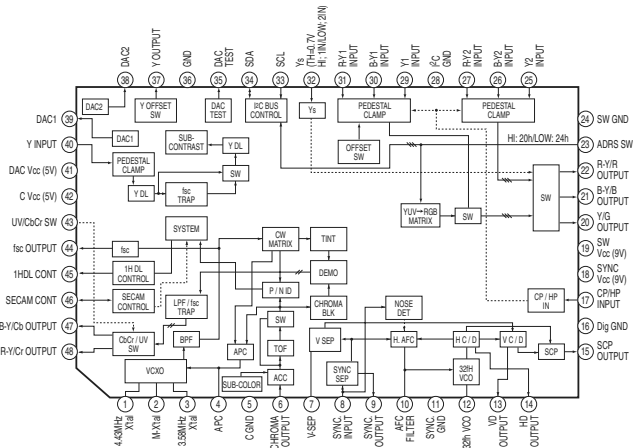 DAC2
Y OUTPUT
GND
DAC TEST
SDA
SCL
Ys (TH=0.7V HI: 1IN/LOW; 2IN)
R-Y1 INPUT
B-Y1 INPUT
Y1 INPUT
I²C GND
R-Y2 INPUT
B-Y2 INPUT
Y2 INPUT
38 37 36 35 34 33 32 31 30 29 28 27 26 25
DAC1 39
Y INPUT 40
DAC Vcc (5V) 41
C Vcc (5V) 42
UV/CbCr SW 43
fsc OUTPUT 44
1HDL CONT 45
SECAM CONT 46
B-Y/Cb OUTPUT 47
R-Y/Cr OUTPUT 48
DAC2
Y OFFSET SW
DAC TEST
I²C BUS CONTROL
Ys
PEDESTAL CLAMP
PEDESTAL CLAMP
DAC1
SUB-CONTRAST
Y DL
OFFSET SW
HI: 20h/LOW: 24h
PEDESTAL CLAMP
Y DL
fsc TRAP
SW
YUV→RGB MATRIX
SW
SW
SYSTEM
CW MATRIX
TINT
fsc
1H DL CONTROL
P / N ID
DEMO
SECAM CONTROL
LPF / fsc TRAP
CHROMA BLK
NOSE DET
CP / HP IN
CbCr / UV SW
BPF
APC
SW
TOF
V SEP
H. AFC
H C / D
V C / D
SCP
VCXO
SUB-COLOR
ACC
SYNC SEP
32fH VCO
24 SW GND
23 ADRS SW
22 R-Y/R OUTPUT
21 B-Y/B OUTPUT
20 Y/G OUTPUT
19 SW Vcc (9V)
18 SYNC Vcc (9V)
17 CP/HP INPUT
16 Dig GND
15 SCP OUTPUT
1 2 3 4 5 6 7 8 9 10 11 12 13 14
4.43MHz X'tal
M-X'tal
3.58MHz X'tal
APC
C GND
CHROMA OUTPUT
V-SEP
SYNC INPUT
SYNC OUTPUT
AFC FILTER
SYNC GND
32fh VCO
VD OUTPUT
HD OUTPUT